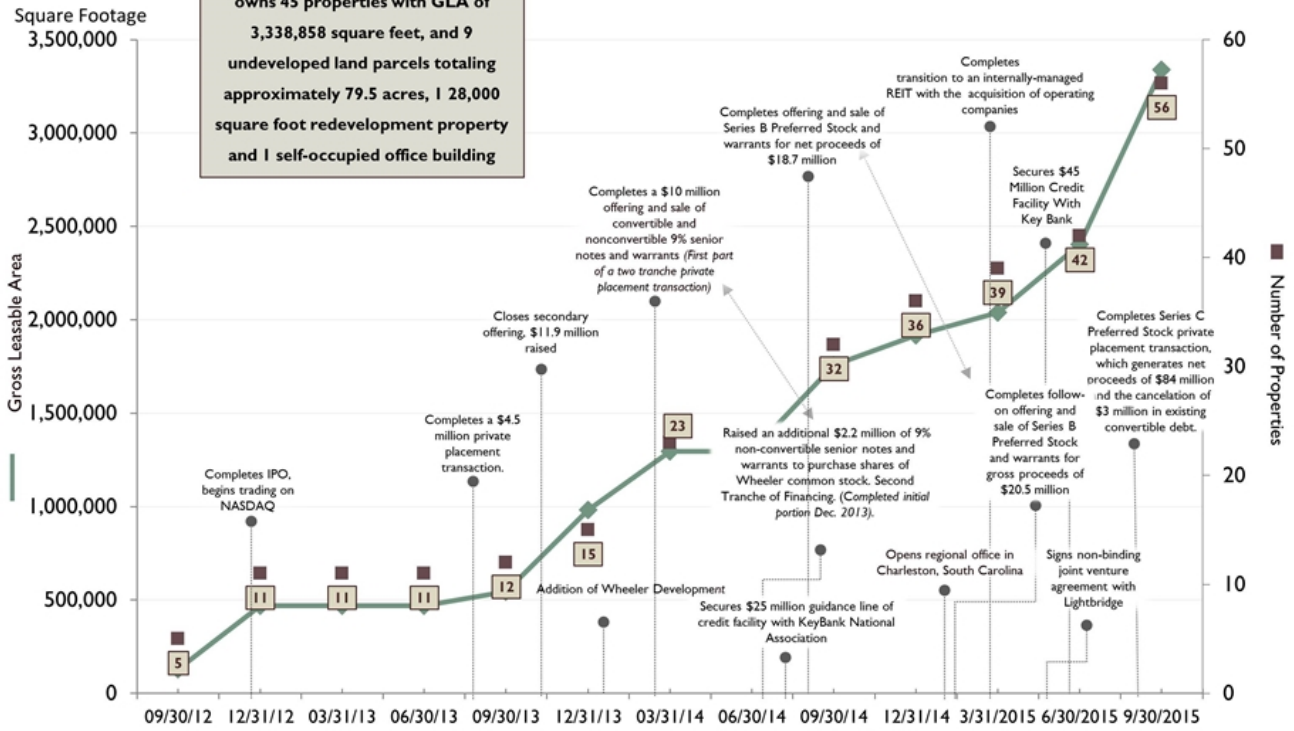 Square Footage
owns 45 properties with GLA of
3,338,858 square feet, and 9
undeveloped land parcels totaling
approximately 79.5 acres, 1 28,000
square foot redevelopment property
and 1 self-occupied office building
3,500,000
3,000,000
2,500,000
2,000,000
1,500,000
1,000,000
500,000
0
Gross Leasable Area
60
50
40
30
20
10
0
Number of Properties
Completes IPO,
begins trading on
NASDAQ
Completes a $4.5
million private
placement
transaction.
Closes secondary
offering, $11.9 million
raised
Addition of Wheeler Development
Completes a $10 million
offering and sale of
convertible and
nonconvertible 9% senior
notes and warrants (First part
of a two tranche private
placement transaction)
Completes offering and sale of
Series B Preferred Stock and
warrants for net proceeds of
$18.7 million
Raised an additional $2.2 million of 9%
non-convertible senior notes and
warrants to purchase shares of
Wheeler common stock. Second
Tranche of Financing. (Completed initial
portion Dec. 2013).
Secures $25 million guidance line of
credit facility with KeyBank National
Association
Completes
transition to an internally-managed
REIT with the acquisition of operating
companies
Opens regional office in
Charleston, South Carolina
Secures $45
Million Credit
Facility With
Key Bank
Completes follow-
on offering and
sale of Series B
Preferred Stock
and warrants for
gross proceeds of
$20.5 million
Signs non-binding
joint venture
agreement with
Lightbridge
Completes Series C
Preferred Stock private
placement transaction,
which generates net
proceeds of $84 million
and the cancelation of
$3 million in existing
convertible debt.
5
11
11
11
12
15
23
32
36
39
42
56
09/30/12
12/31/12
03/31/13
06/30/13
09/30/13
12/31/13
03/31/14
06/30/14
09/30/14
12/31/14
3/31/2015
6/30/2015
9/30/2015